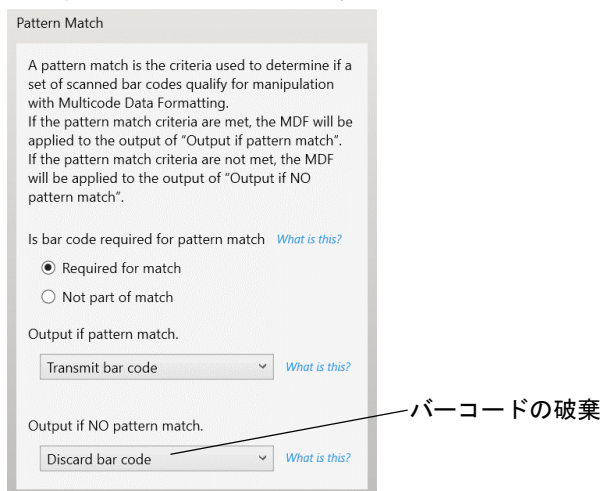 Pattern Match
A pattern match is the criteria used to determine if a
set of scanned bar codes qualify for manipulation
with Multicode Data Formatting.
If the pattern match criteria are met, the MDF will be
applied to the output of "Output if pattern match".
If the pattern match criteria are not met, the MDF
will be applied to the output of "Output if NO
pattern match".
Is bar code required for pattern match What is this?
Required for match
Not part of match
Output if pattern match.
Transmit bar code What is this?
Output if NO pattern match.
バーコードの破棄
Discard bar code What is this?